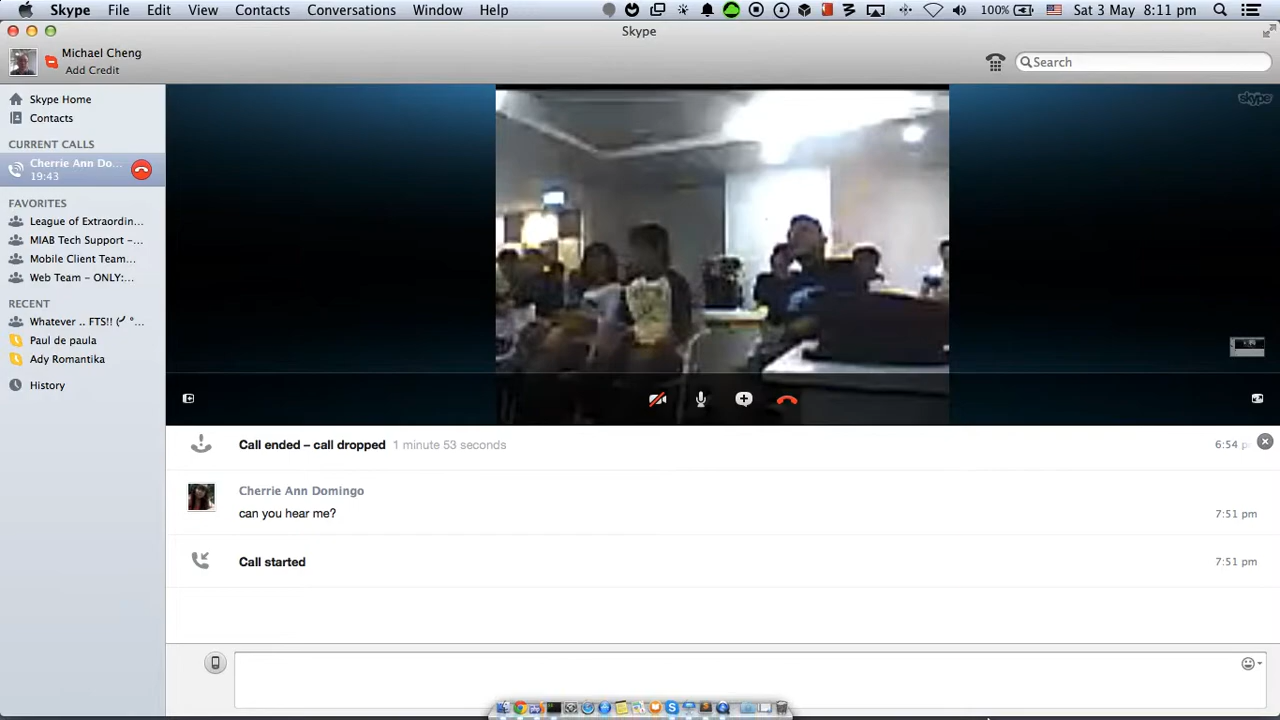 Skype File Edit View Contacts Conversations Window Help 100% Sat 3 May 8:11 pm
Skype
Michael Cheng
Add Credit
Search
Skype Home
Contacts
CURRENT CALLS
Cherrie Ann Do...
19:43
FAVORITES
League of Extraordin...
MIAB Tech Support -...
Mobile Client Team...
Web Team – ONLY:...
RECENT
Whatever .. FTS!! (╯°...
Paul de paula
Ady Romantika
History
skype
Call ended – call dropped 1 minute 53 seconds 6:54 p
Cherrie Ann Domingo
can you hear me? 7:51 pm
Call started 7:51 pm